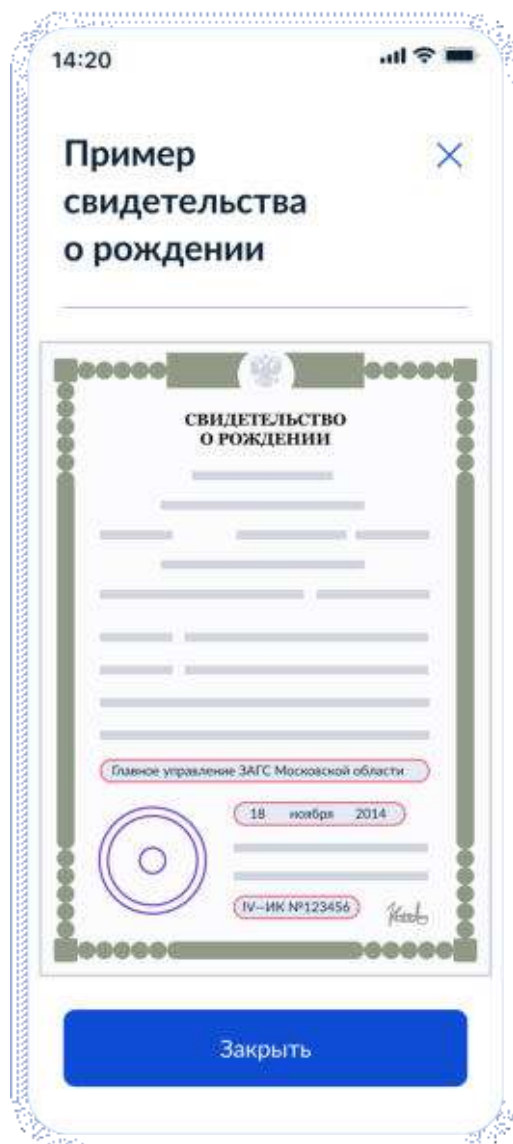 14:20
Пример
свидетельства
о рождении
СВИДЕТЕЛЬСТВО
О РОЖДЕНИИ
Главное управление ЗАГС Московской области
18 ноября 2014
IV–ИК №123456
Закрыть